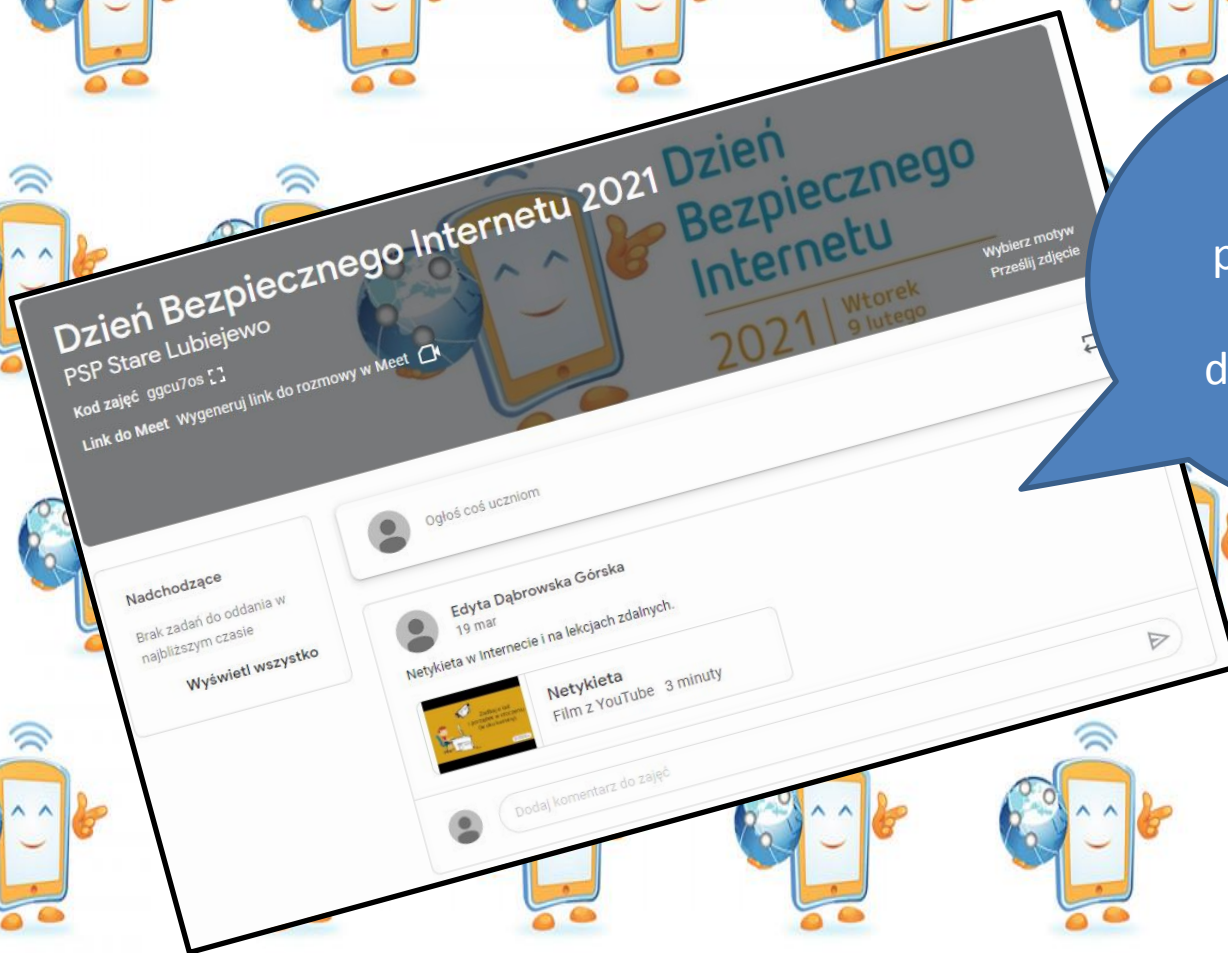 Dzień Bezpiecznego Internetu 2021
PSP Stare Lubiejewo
Kod zajęć ggcu7os
Link do Meet Wygeneruj link do rozmowy w Meet
Dzień
Bezpiecznego
Internetu
2021 | Wtorek
9 lutego
Wybierz motyw
Prześlij zdjęcie
p
d
Nadchodzące
Brak zadań do oddania w
najbliższym czasie
Wyświetl wszystko
Ogłoś coś uczniom
Edyta Dąbrowska Górska
19 mar
Netykieta w Internecie i na lekcjach zdalnych.
Netykieta
Film z YouTube 3 minuty
Dodaj komentarz do zajęć